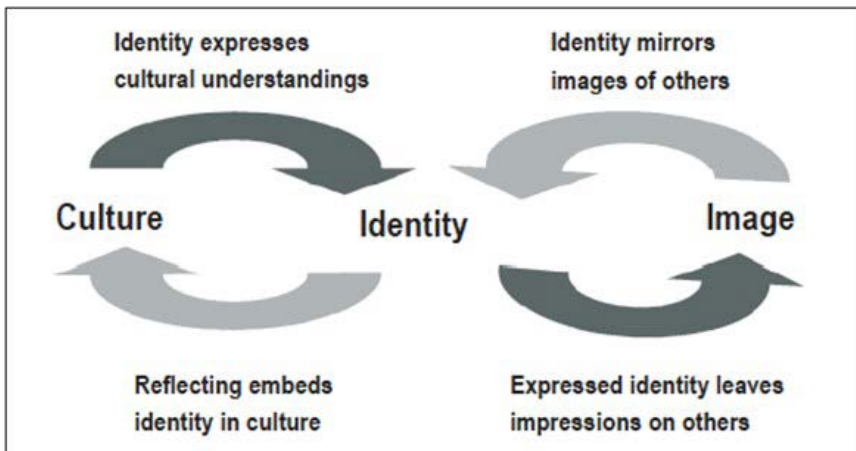 Identity expresses
cultural understandings
Identity mirrors
images of others
Culture
Identity
Image
Reflecting embeds
identity in culture
Expressed identity leaves
impressions on others